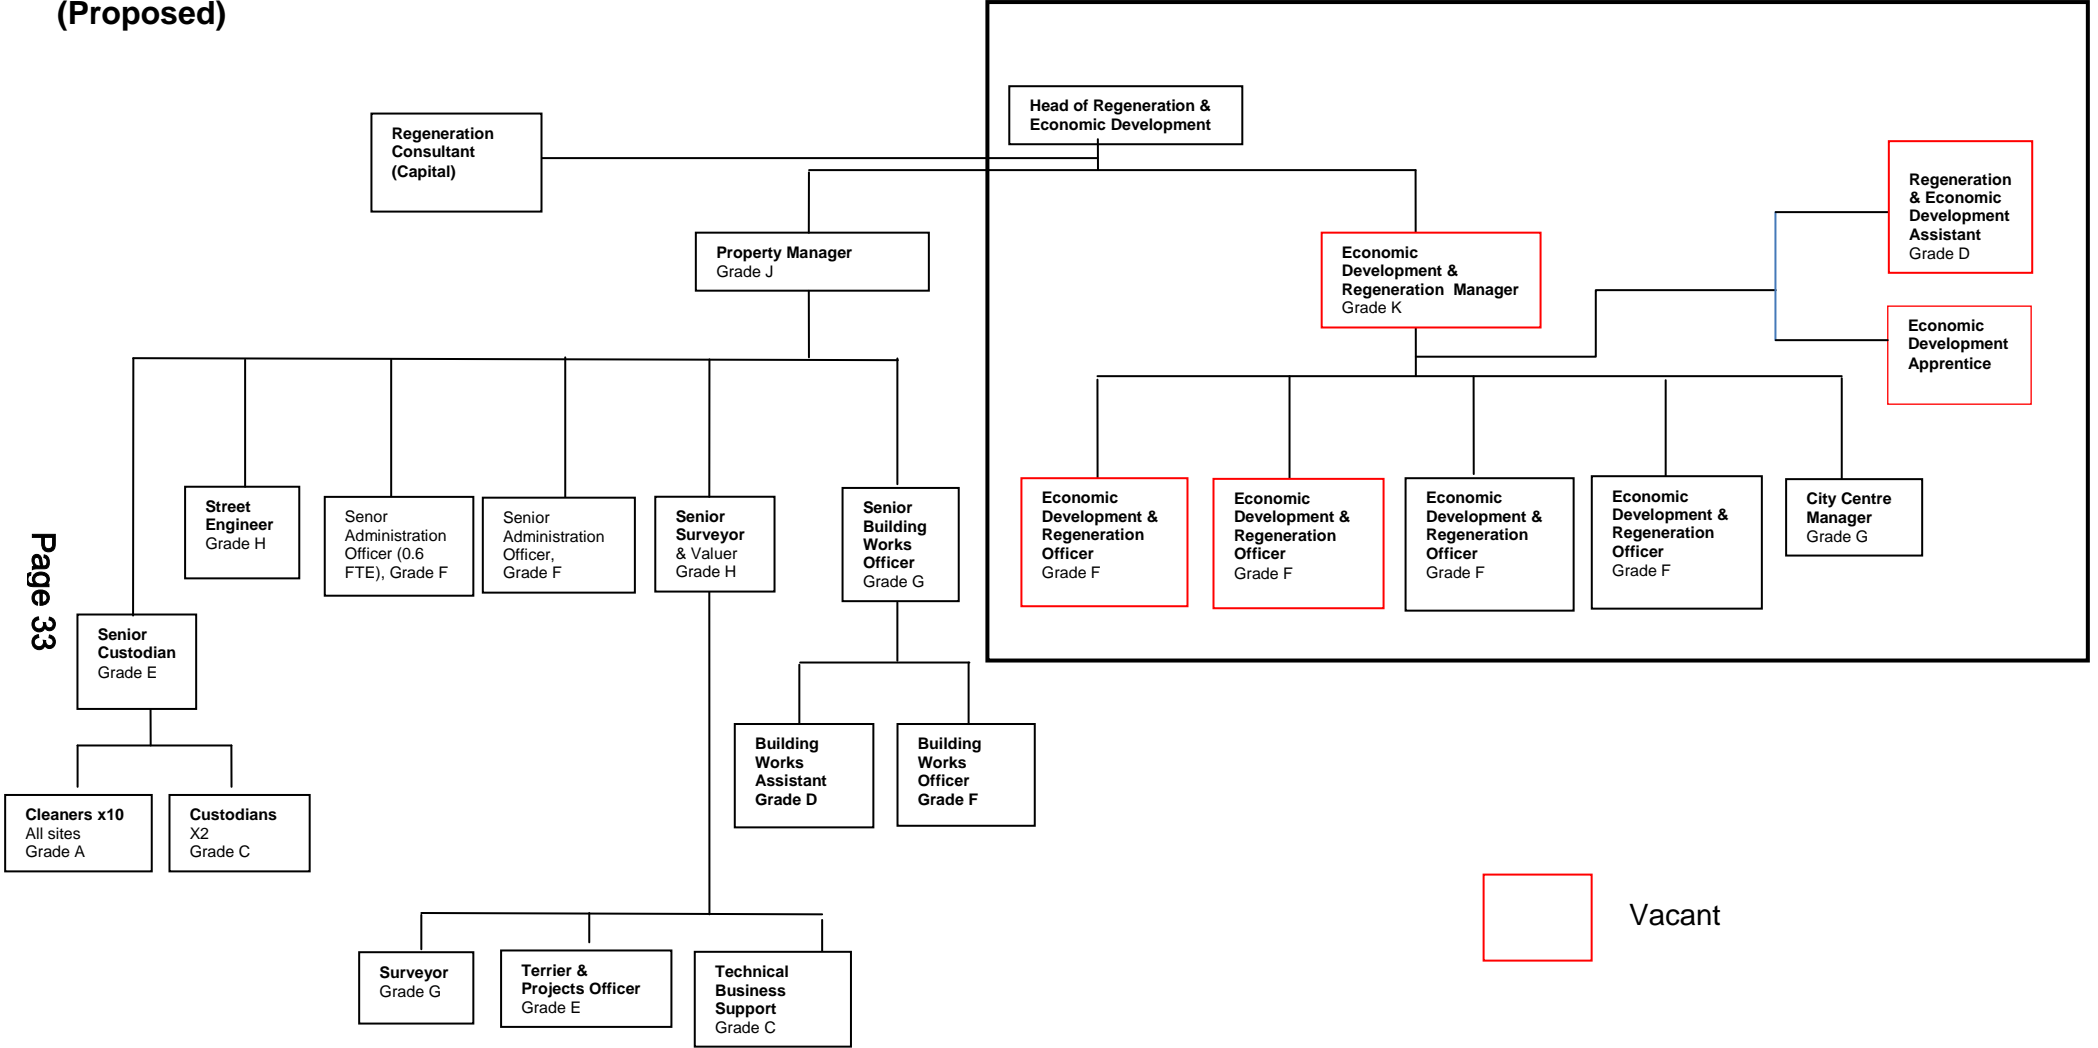 (Proposed)
Head of Regeneration &
Economic Development
Regeneration
Consultant
(Capital)
Regeneration
& Economic
Development
Assistant
Grade D
Property Manager
Grade J
Economic
Development &
Regeneration  Manager
Grade K
Economic
Development
Apprentice
Street
Engineer
Grade H
Senor
Administration
Officer (0.6
FTE), Grade F
Senior
Administration
Officer,
Grade F
Senior
Surveyor
& Valuer
Grade H
Senior
Building
Works
Officer
Grade G
Economic
Development &
Regeneration
Officer
Grade F
Economic
Development &
Regeneration
Officer
Grade F
Economic
Development &
Regeneration
Officer
Grade F
Economic
Development &
Regeneration
Officer
Grade F
City Centre
Manager
Grade G
Page 33
Senior
Custodian
Grade E
Building
Works
Assistant
Grade D
Building
Works
Officer
Grade F
Cleaners x10
All sites
Grade A
Custodians
X2
Grade C
Vacant
Surveyor
Grade G
Terrier &
Projects Officer
Grade E
Technical
Business
Support
Grade C